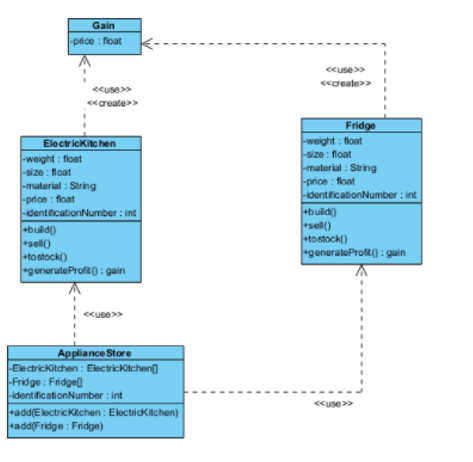 Gain
-price : float
<<use>>
<<create>>
<<use>>
<<create>>
ElectricKitchen
-weight : float
-size : float
-material : String
-price : float
-identificationNumber : int
+build()
+sell()
+tostock()
+generateProfit() : gain
Fridge
-weight : float
-size : float
-material : String
-price : float
-identificationNumber : int
+build()
+sell()
+tostock()
+generateProfit() : gain
<<use>>
ApplianceStore
-ElectricKitchen : ElectricKitchen[]
-Fridge : Fridge[]
-identificationNumber : int
+add(ElectricKitchen : ElectricKitchen)
+add(Fridge : Fridge)
<<use>>